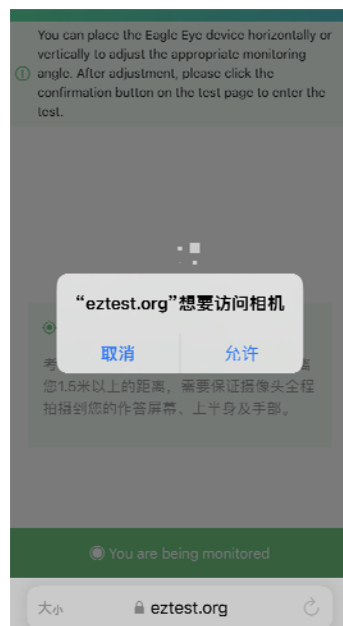 You can place the Eagle Eye device horizontally or
vertically to adjust the appropriate monitoring
angle. After adjustment, please click the
confirmation button on the test page to enter the
test.
“eztest.org”想要访问相机
取消
允许
考
离
您1.5米以上的距离，需要保证摄像头全程
拍摄到您的作答屏幕、上半身及手部。
You are being monitored
大小
eztest.org